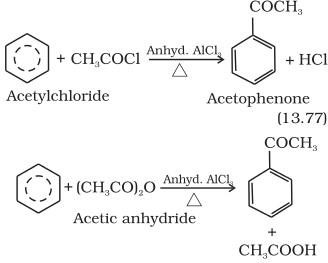 COCH₃
+ CH₃COCl Anhyd. AlCl₃ + HCl
△
Acetylchloride Acetophenone
(13.77)
COCH₃
+ (CH₃CO)₂O Anhyd. AlCl₃
△
Acetic anhydride
+
CH₃COOH